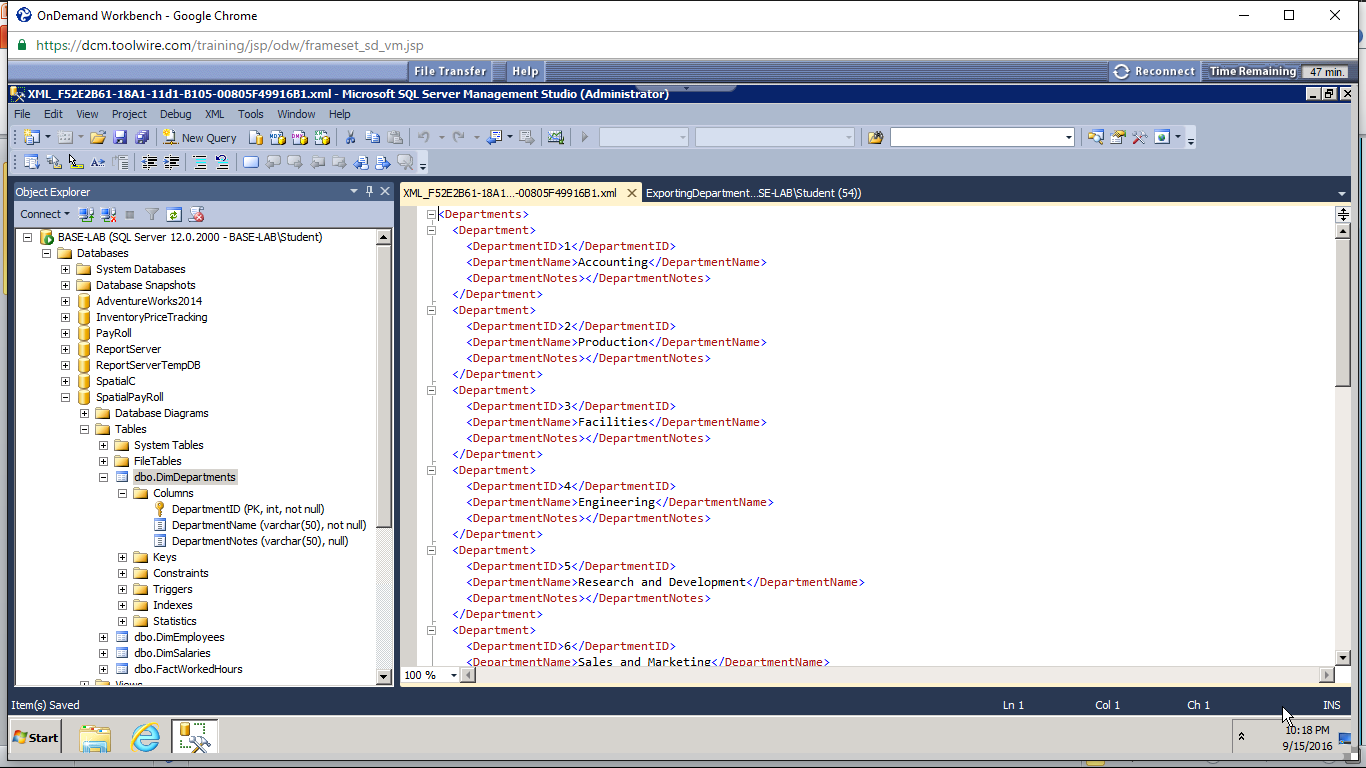 OnDemand Workbench - Google Chrome
https://dcm.toolwire.com/training/jsp/odw/frameset_sd_vm.jsp
File Transfer Help Reconnect Time Remaining 47 min.
XML_F52E2B61-18A1-11d1-B105-00805F49916B1.xml - Microsoft SQL Server Management Studio (Administrator)
File Edit View Project Debug XML Tools Window Help
New Query
Object Explorer
Connect
BASE-LAB (SQL Server 12.0.2000 - BASE-LAB\Student)
Databases
System Databases
Database Snapshots
AdventureWorks2014
InventoryPriceTracking
PayRoll
ReportServer
ReportServerTempDB
SpatialC
SpatialPayRoll
Database Diagrams
Tables
System Tables
FileTables
dbo.DimDepartments
Columns
DepartmentID (PK, int, not null)
DepartmentName (varchar(50), not null)
DepartmentNotes (varchar(50), null)
Keys
Constraints
Triggers
Indexes
Statistics
dbo.DimEmployees
dbo.DimSalaries
dbo.FactWorkedHours
Views
XML_F52E2B61-18A1...-00805F49916B1.xml
ExportingDepartment...SE-LAB\Student (54))
<Departments>
<Department>
<DepartmentID>1</DepartmentID>
<DepartmentName>Accounting</DepartmentName>
<DepartmentNotes></DepartmentNotes>
</Department>
<Department>
<DepartmentID>2</DepartmentID>
<DepartmentName>Production</DepartmentName>
<DepartmentNotes></DepartmentNotes>
</Department>
<Department>
<DepartmentID>3</DepartmentID>
<DepartmentName>Facilities</DepartmentName>
<DepartmentNotes></DepartmentNotes>
</Department>
<Department>
<DepartmentID>4</DepartmentID>
<DepartmentName>Engineering</DepartmentName>
<DepartmentNotes></DepartmentNotes>
</Department>
<Department>
<DepartmentID>5</DepartmentID>
<DepartmentName>Research and Development</DepartmentName>
<DepartmentNotes></DepartmentNotes>
</Department>
<Department>
<DepartmentID>6</DepartmentID>
<DepartmentName>Sales and Marketing</DepartmentName>
100 %
Item(s) Saved Ln 1 Col 1 Ch 1 INS
Start
10:18 PM
9/15/2016